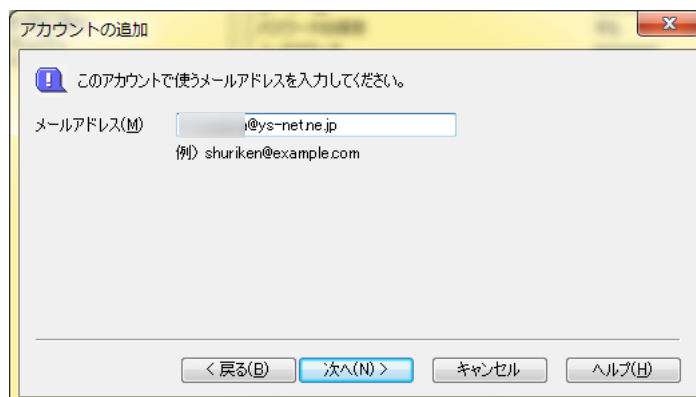 アカウントの追加
このアカウントで使うメールアドレスを入力してください。
メールアドレス(M) @ys-net.ne.jp
例) shuriken@example.com
< 戻る(B) 次へ(N) > キャンセル ヘルプ(H)